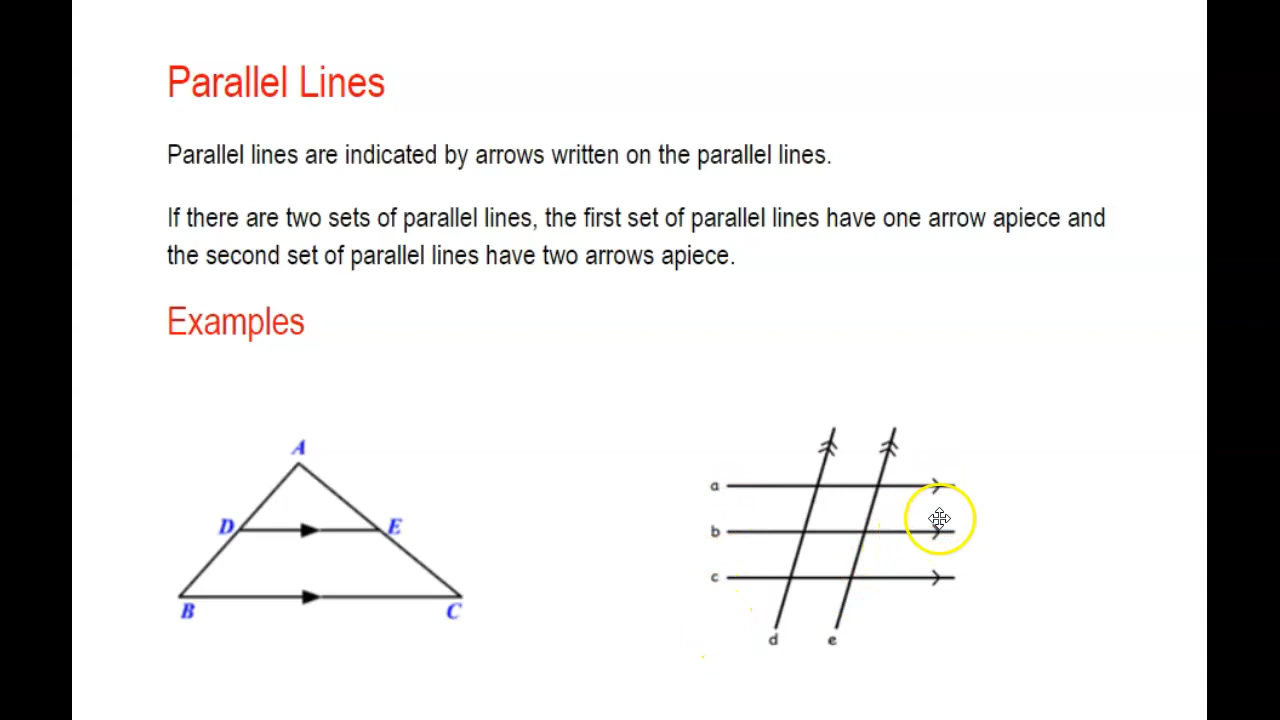 Parallel Lines
Parallel lines are indicated by arrows written on the parallel lines.
If there are two sets of parallel lines, the first set of parallel lines have one arrow apiece and
the second set of parallel lines have two arrows apiece.
Examples
A
D
E
B
C
a
b
c
d
e